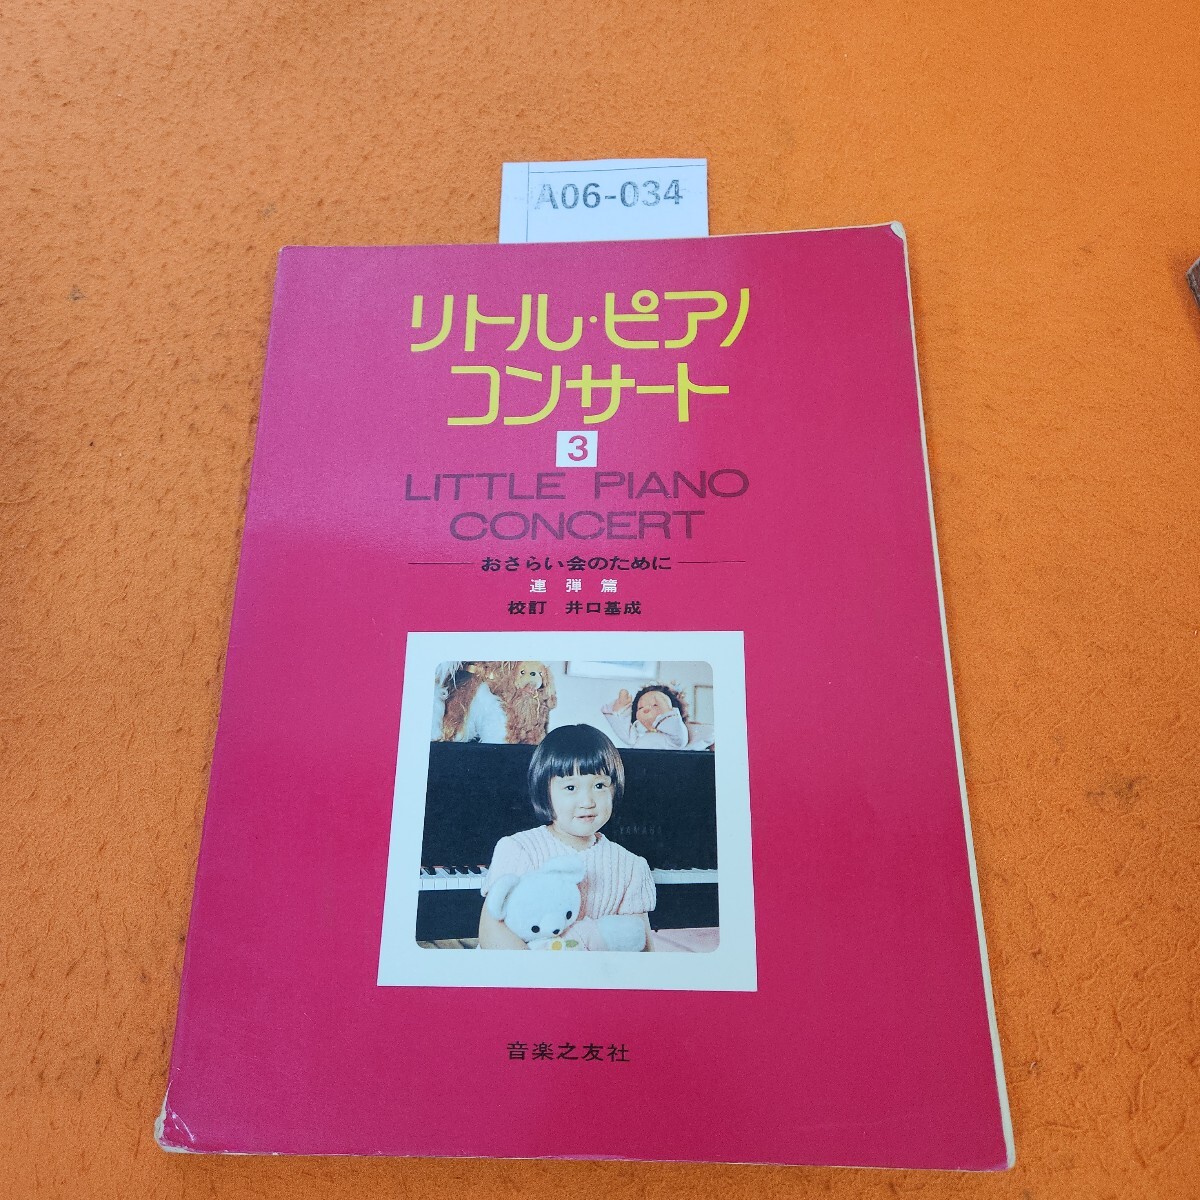 A06-034
リトル・ピアノ
コンサート
3
LITTLE PIANO
CONCERT
おさらい会のために
連弾篇
校訂 井口基成
YAMAHA
音楽之友社